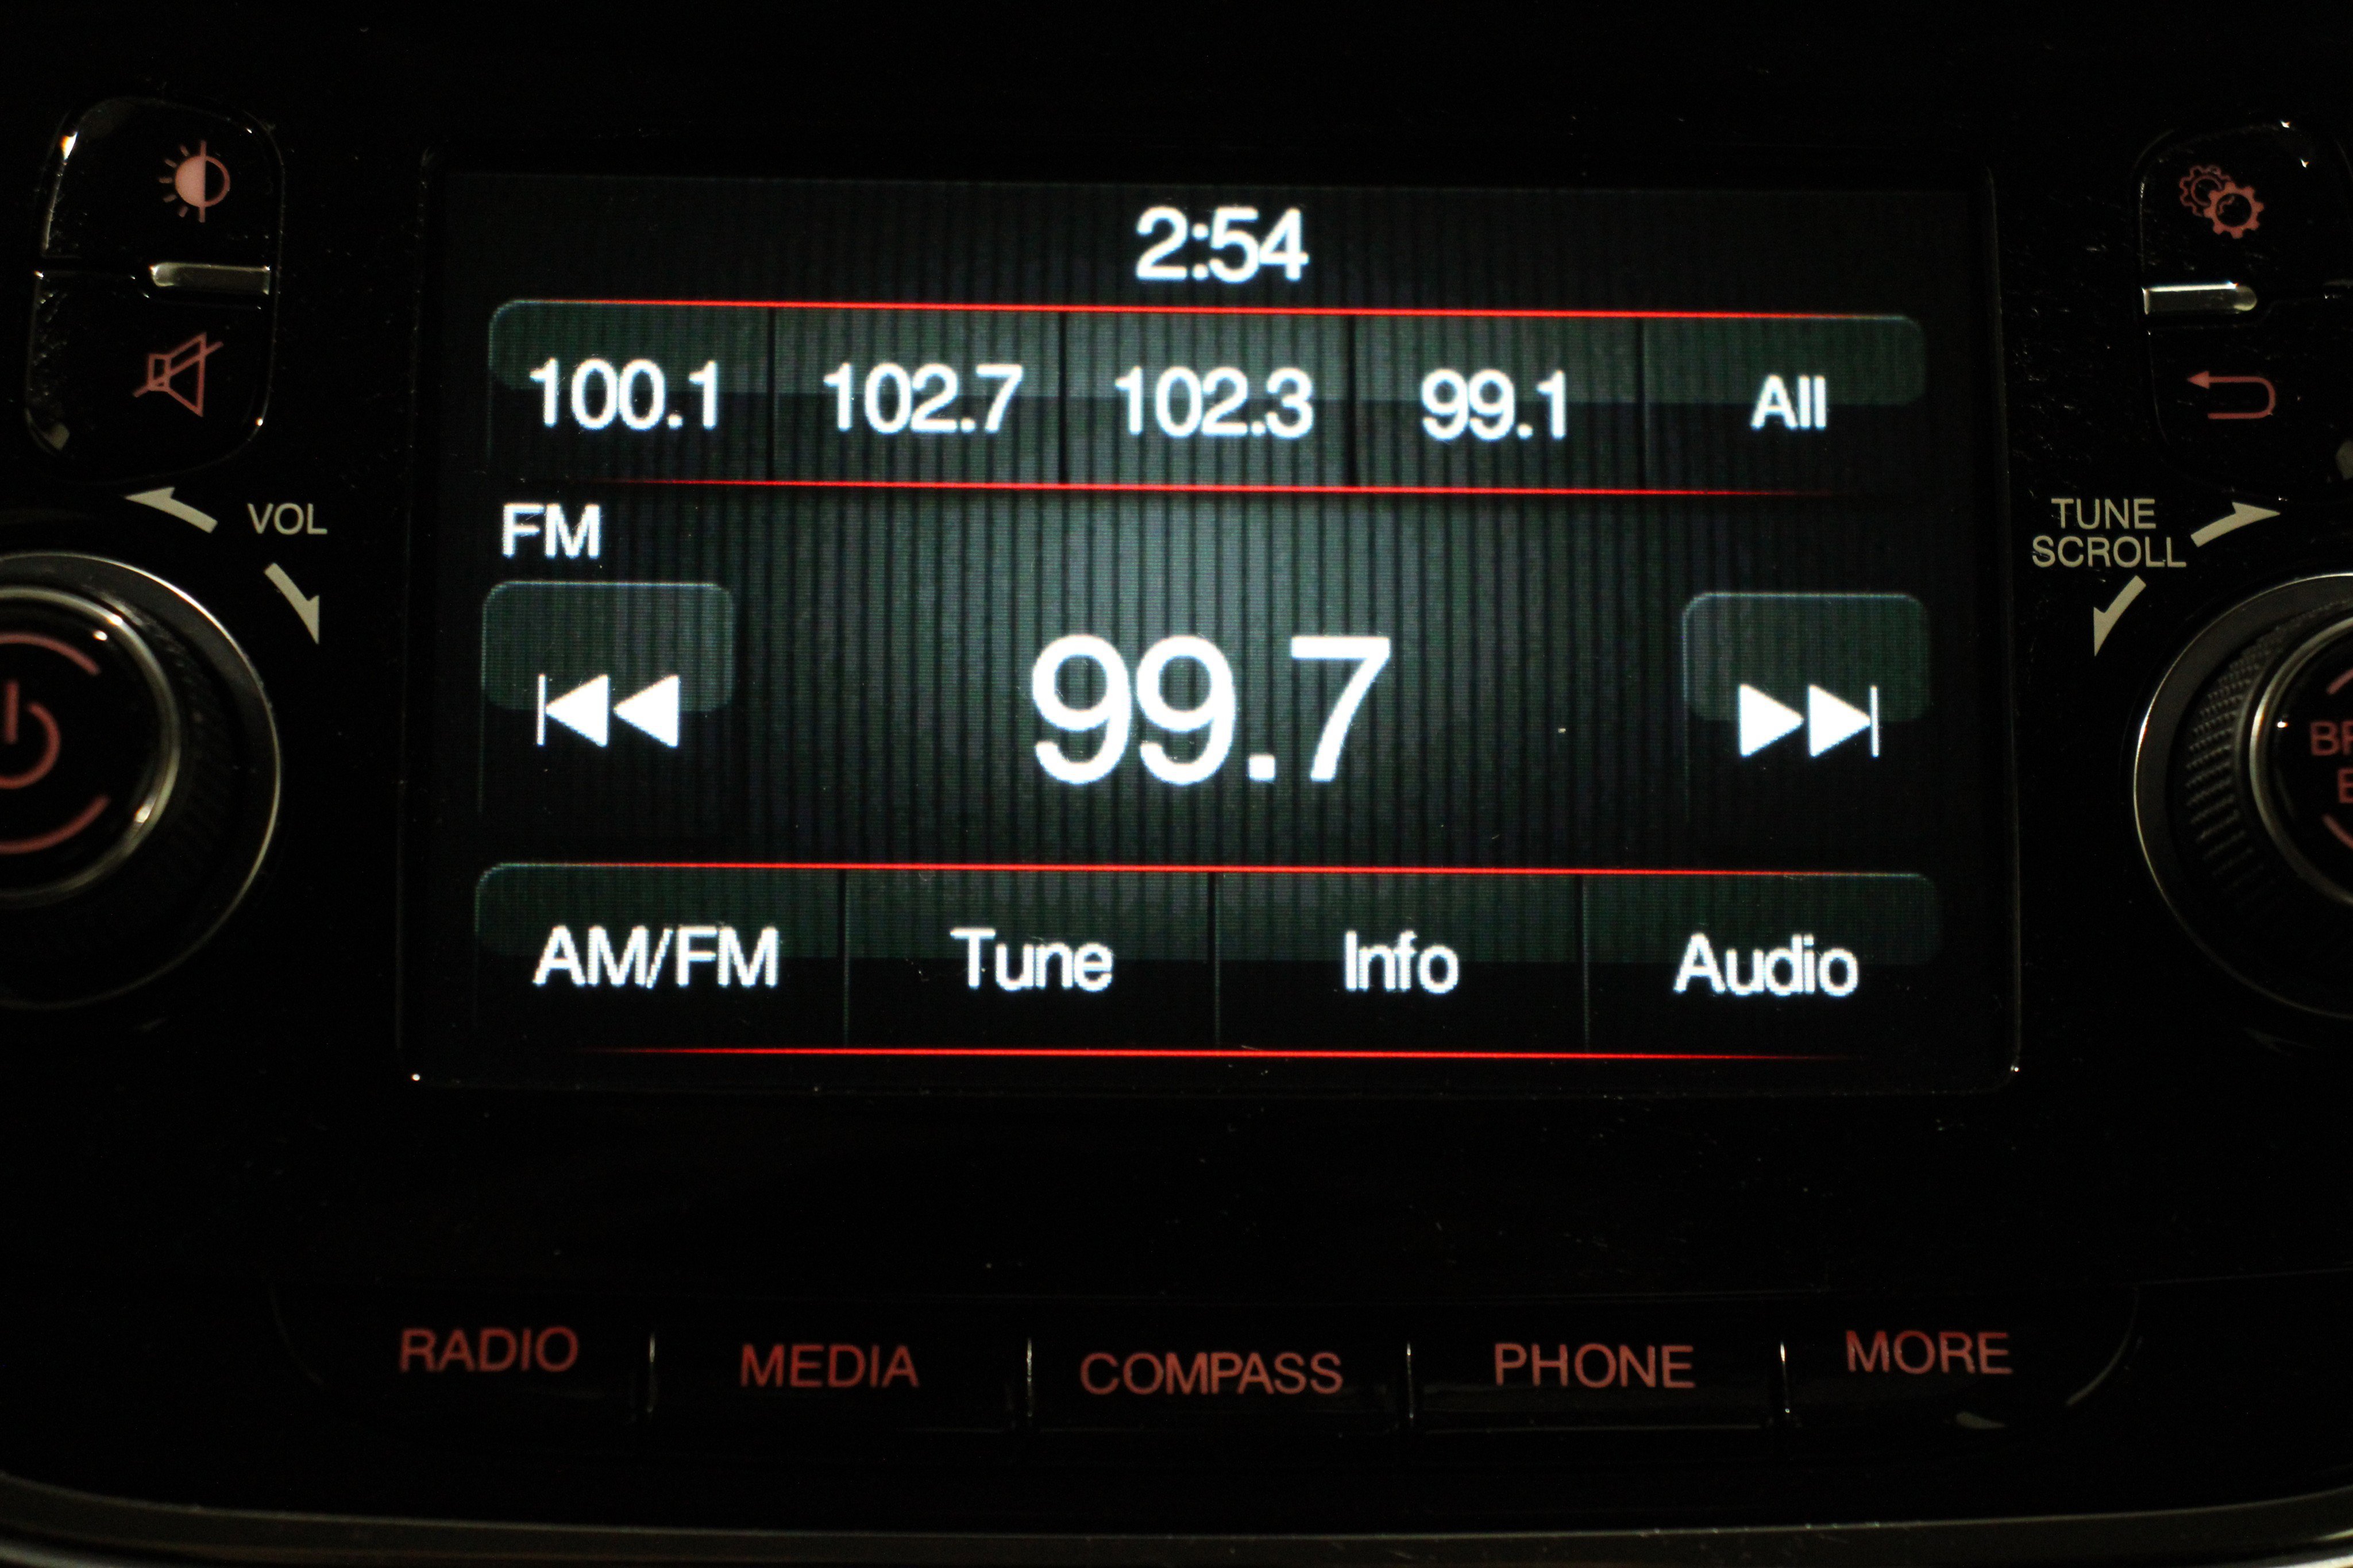 2:54
100.1 102.7 102.3 99.1 All
VOL
FM
TUNE
SCROLL
99.7
AM/FM Tune Info Audio
RADIO MEDIA COMPASS PHONE MORE